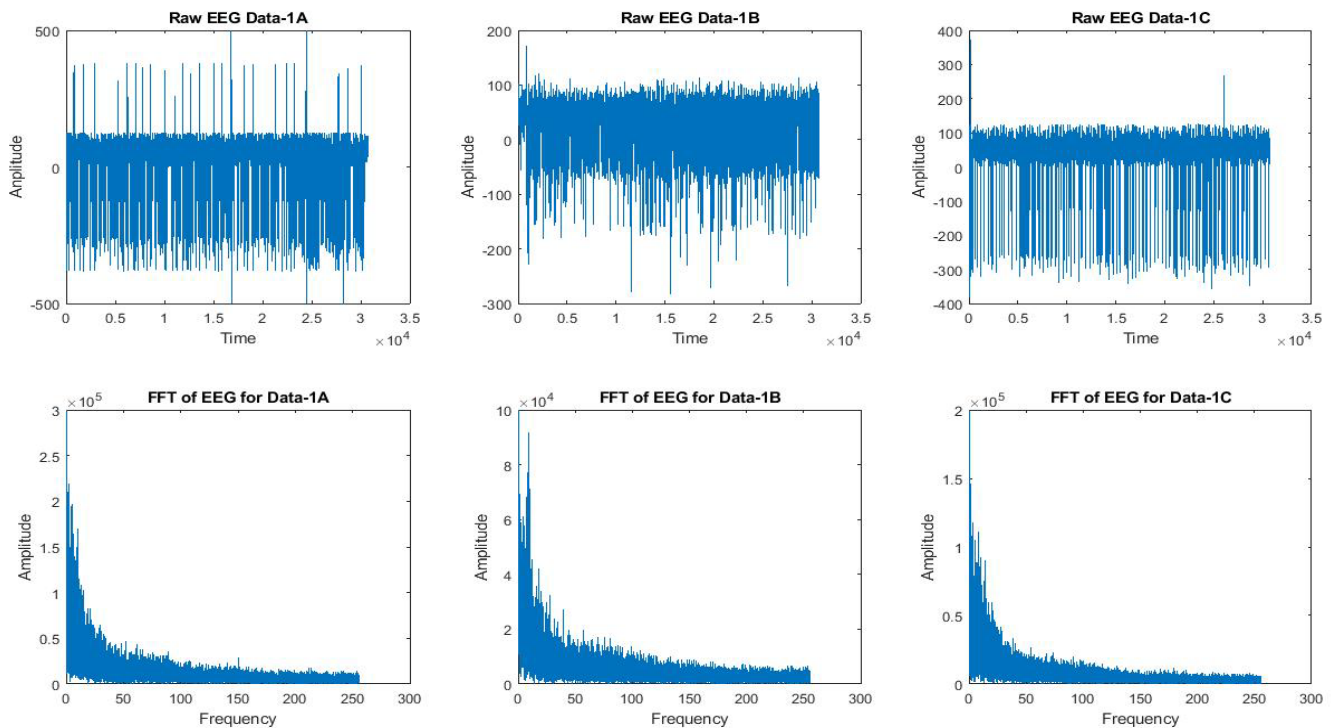 Raw EEG Data-1A
500
0
-500
Anplitude
0 0.5 1 1.5 2 2.5 3 3.5
Time
× 10^4
Raw EEG Data-1B
200
100
0
-100
-200
-300
Anplitude
0 0.5 1 1.5 2 2.5 3 3.5
Time
× 10^4
Raw EEG Data-1C
400
300
200
100
0
-100
-200
-300
-400
Anplitude
0 0.5 1 1.5 2 2.5 3 3.5
Time
× 10^4
FFT of EEG for Data-1A
× 10^5
3
2.5
2
1.5
1
0.5
0
Amplitude
0 50 100 150 200 250 300
Frequency
FFT of EEG for Data-1B
× 10^4
10
8
6
4
2
0
Amplitude
0 50 100 150 200 250 300
Frequency
FFT of EEG for Data-1C
× 10^5
2
1.5
1
0.5
0
Amplitude
0 50 100 150 200 250 300
Frequency